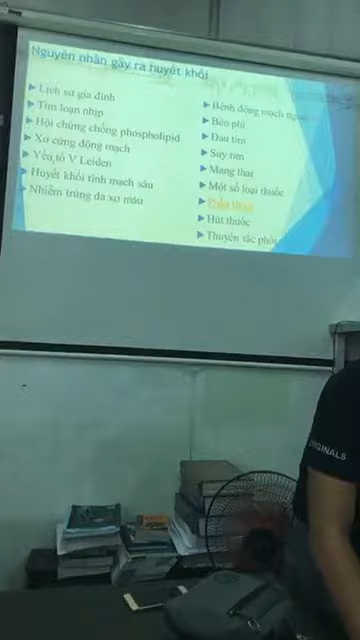 Nguyên nhân gây ra huyết khối
Lịch sử gia đình
Tim loạn nhịp
Hội chứng chống phospholipid
Xơ cứng động mạch
Yếu tố V Leiden
Huyết khối tĩnh mạch sâu
Nhiễm trùng da xơ máu
Bệnh động mạch
Béo phì
Đau tim
Suy tim
Mang thai
Một số loại thuốc
Phẫu thuật
Hút thuốc
Thuyên tắc phổi
ORIGINALS